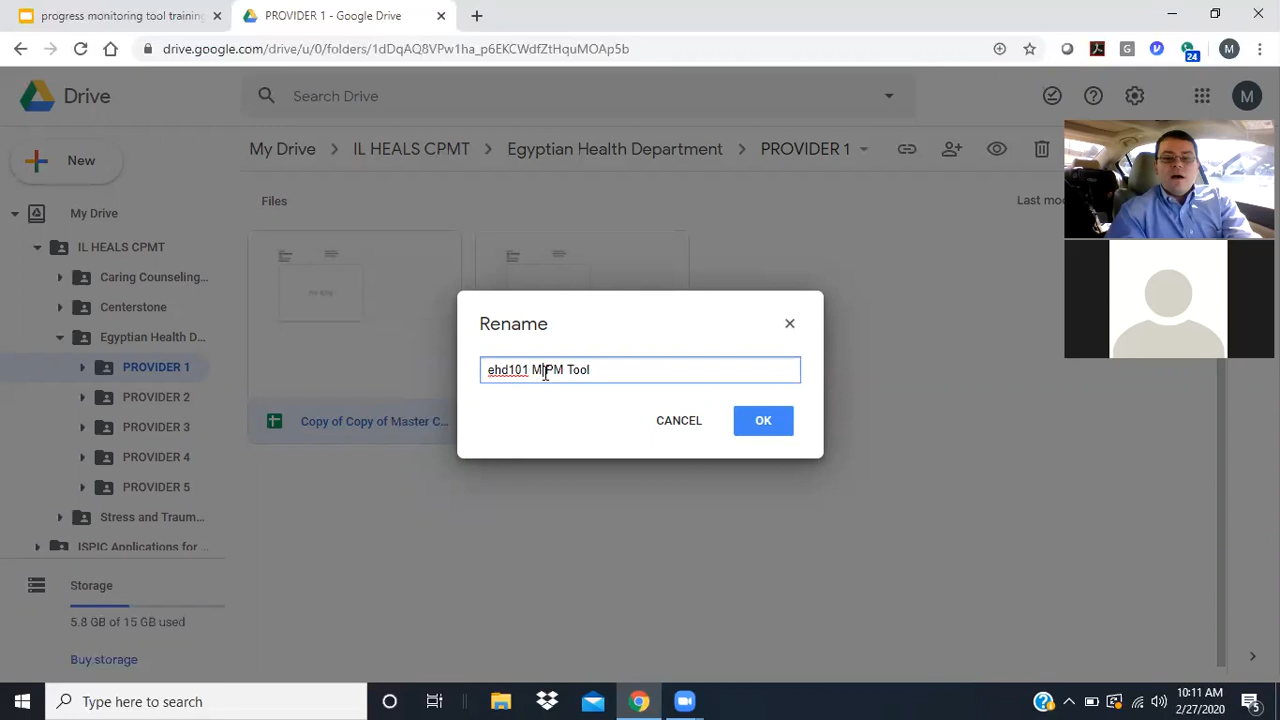 progress monitoring tool training
PROVIDER 1 - Google Drive
drive.google.com/drive/u/0/folders/1dDqAQ8VPw1ha_p6EKCWdfZtHquMOAp5b
24
M
Drive
Search Drive
M
New
My Drive
IL HEALS CPMT
Egyptian Health Department
PROVIDER 1
Files
Last mo
My Drive
IL HEALS CPMT
Caring Counseling...
Centerstone
Egyptian Health D...
PROVIDER 1
PROVIDER 2
PROVIDER 3
PROVIDER 4
PROVIDER 5
Stress and Traum...
ISPIC Applications for ...
Storage
5.8 GB of 15 GB used
Buy storage
Copy of Copy of Master C...
Rename
ehd101 M PM Tool
CANCEL
OK
Type here to search
10:11 AM
2/27/2020
5